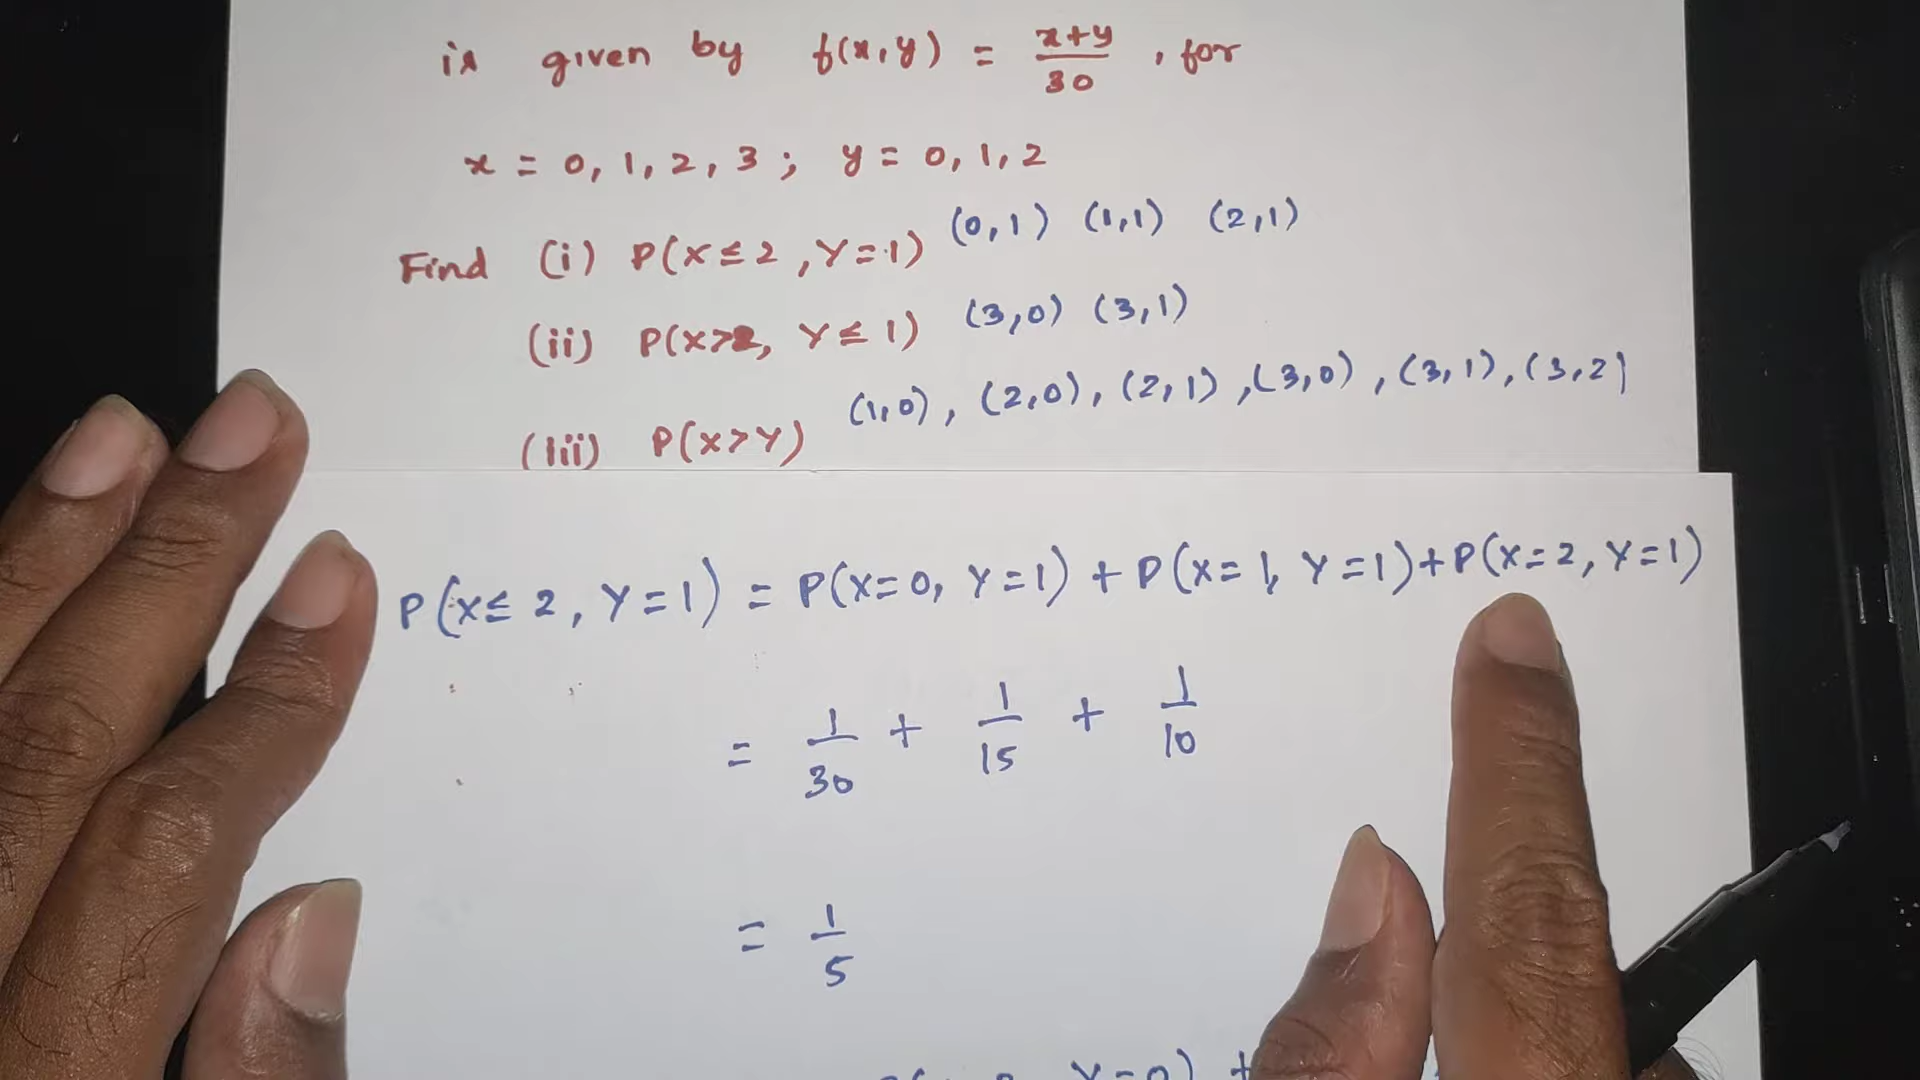 is given by f(x,y) = x+y/30, for
x = 0, 1, 2, 3; y = 0, 1, 2
Find (i) P(X≤2, Y=1) (0,1) (1,1) (2,1)
(ii) P(X>2, Y≤1) (3,0) (3,1)
(iii) P(X>Y) (1,0), (2,0), (2,1), (3,0), (3,1), (3,2)
P(X≤2, Y=1) = P(X=0, Y=1) + P(X=1, Y=1) + P(X=2, Y=1)
= 1/30 + 1/15 + 1/10
= 1/5